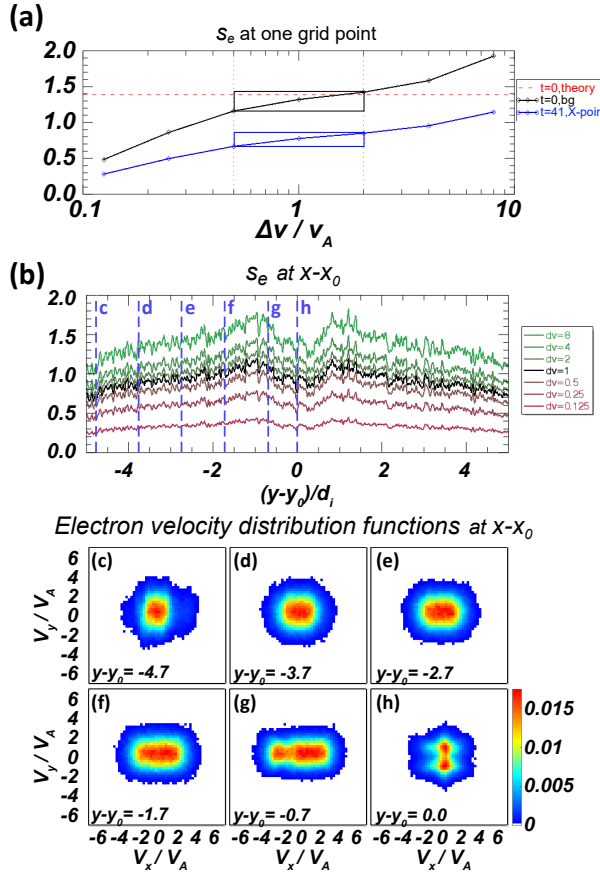 (a)
s_e at one grid point
2.0
1.5
1.0
0.5
0.0
0.1 1 10
Δv / v_A
t=0,theory
t=0,bg
t=41,X-point
(b)
s_e at x-x_0
2.0
1.5
1.0
0.5
0.0
c d e f g h
-4 -2 0 2 4
(y-y_0)/d_i
dv=8
dv=4
dv=2
dv=1
dv=0.5
dv=0.25
dv=0.125
Electron velocity distribution functions at x-x_0
(c) (d) (e)
6
4
2
0
-2
-4
-6
V_y / V_A
y-y_0= -4.7 y-y_0= -3.7 y-y_0= -2.7
(f) (g) (h)
6
4
2
0
-2
-4
-6
V_y / V_A
y-y_0= -1.7 y-y_0= -0.7 y-y_0= 0.0
0.015
0.01
0.005
0
-6 -4 -2 0 2 4 6 -6 -4 -2 0 2 4 6 -6 -4 -2 0 2 4 6
V_x / V_A V_x / V_A V_x / V_A